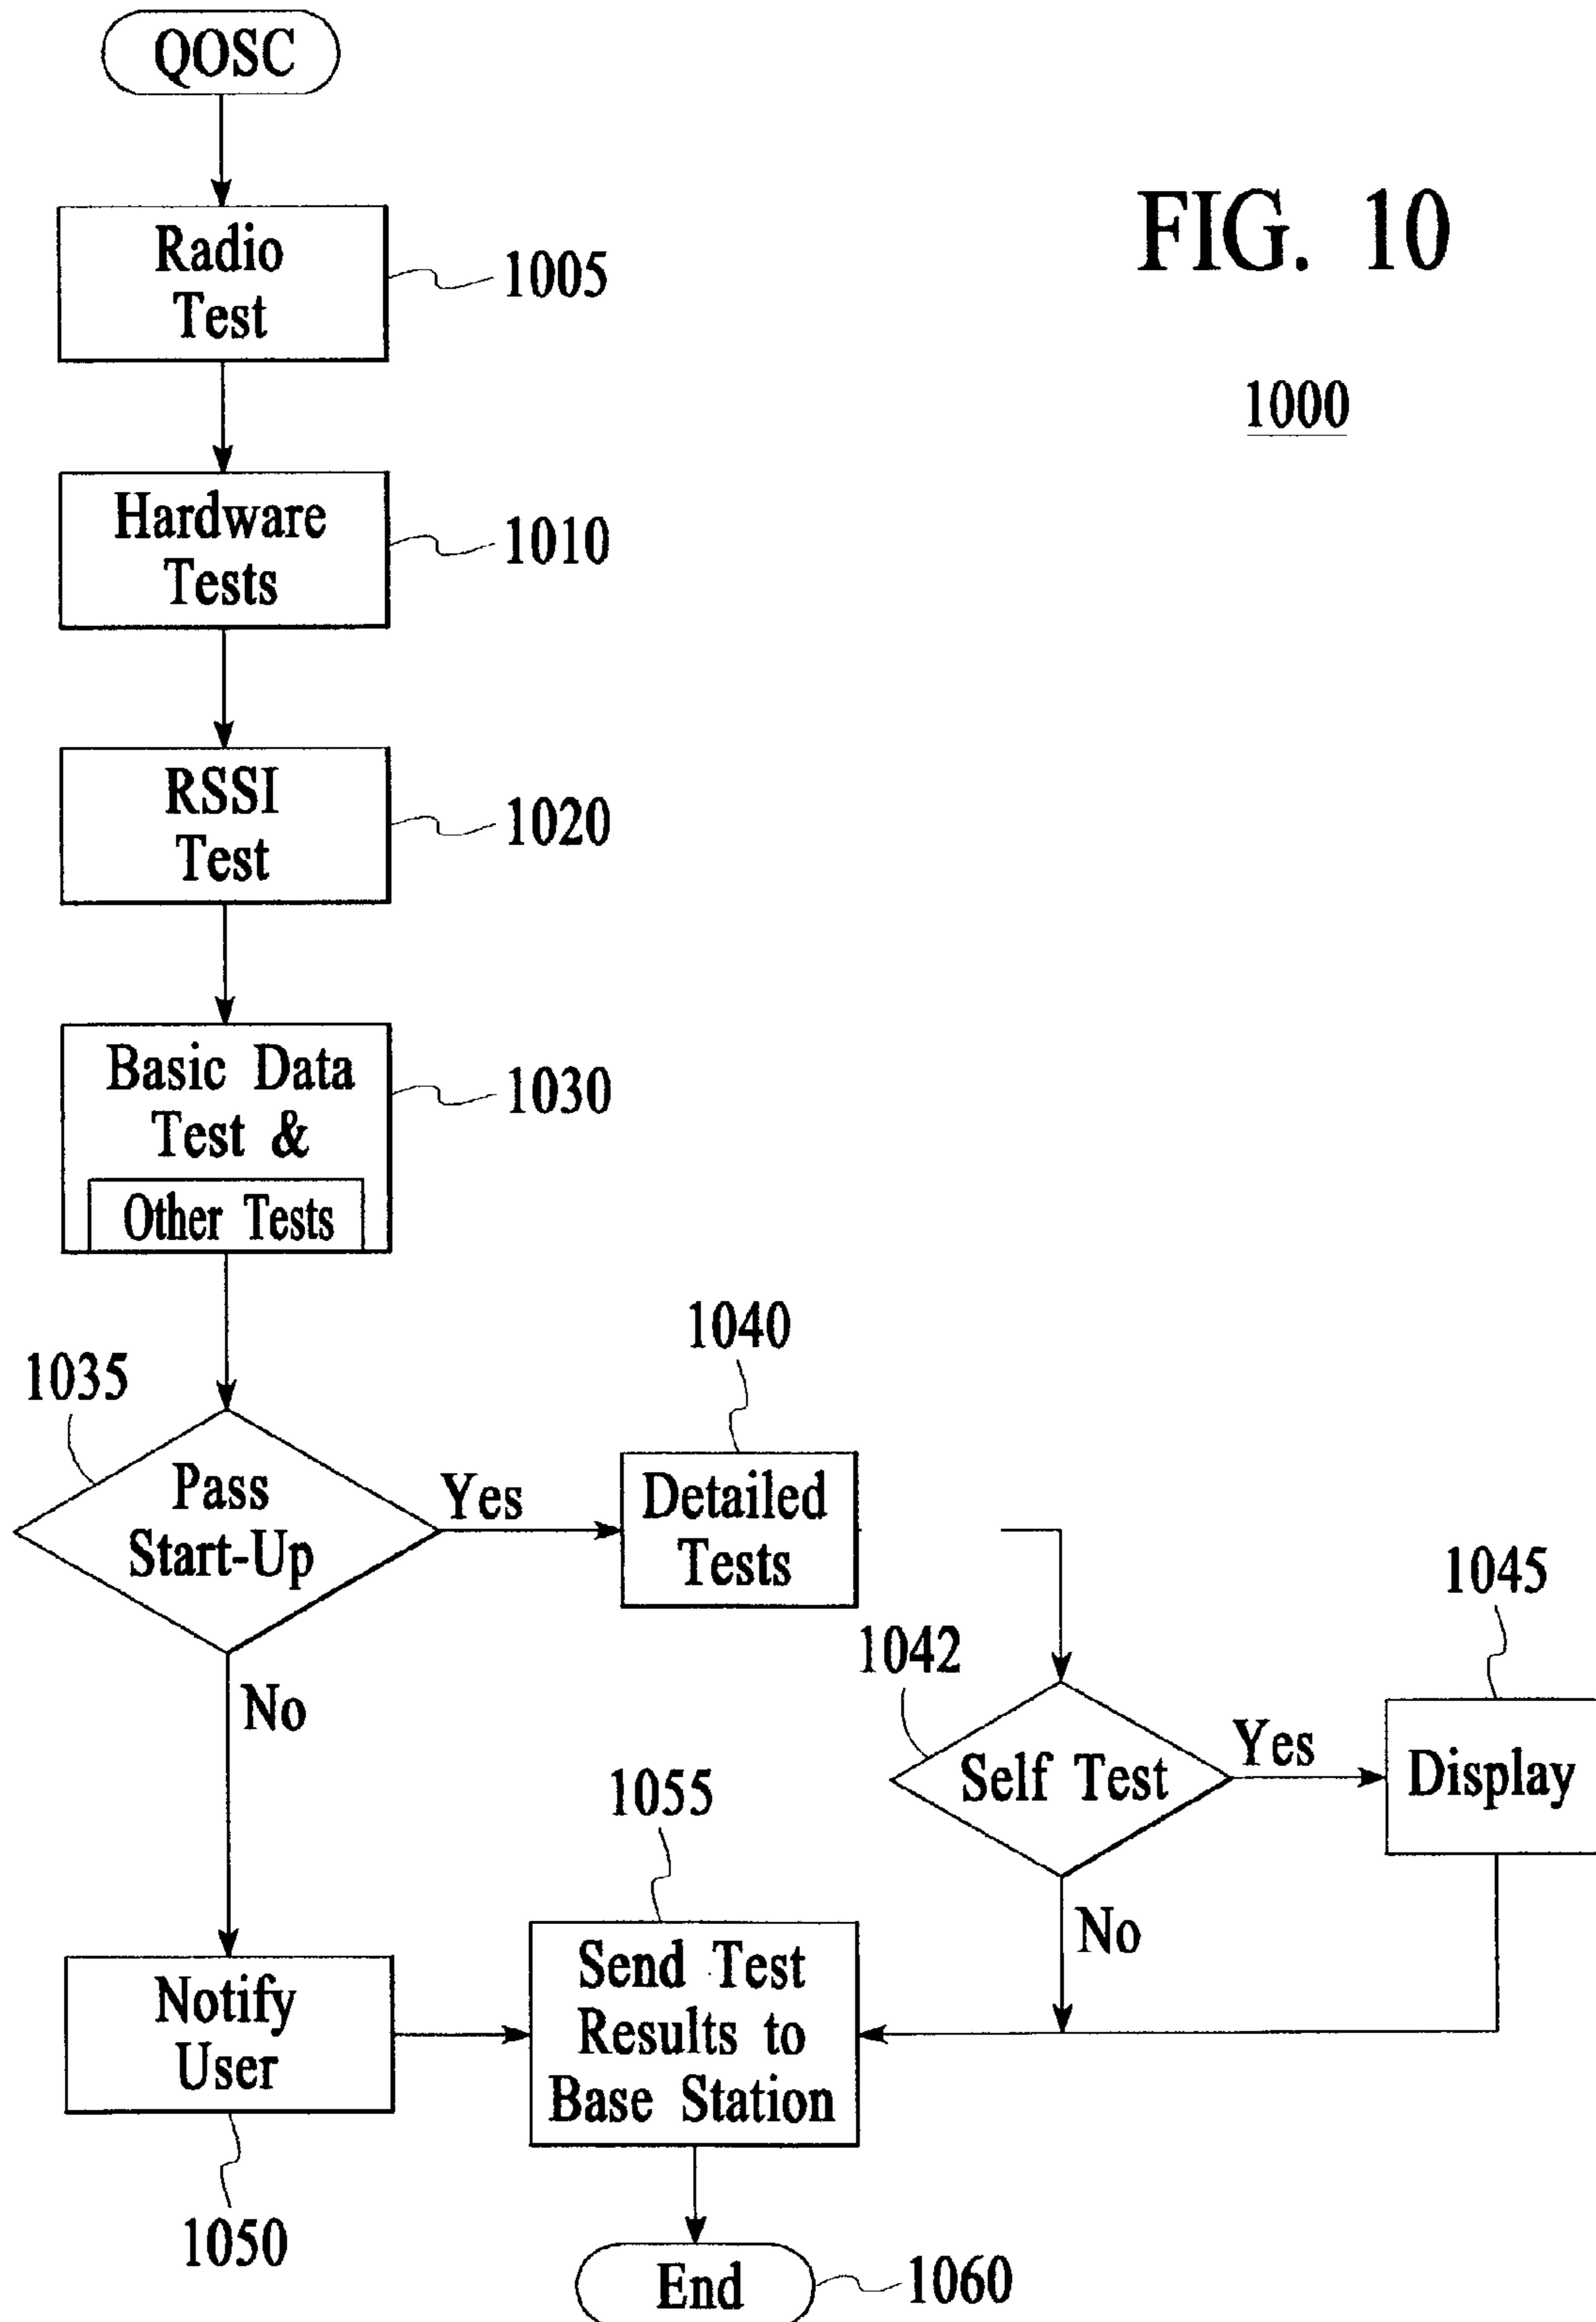 QOSC
FIG. 10
1000
Radio
Test
1005
Hardware
Tests
1010
RSSI
Test
1020
Basic Data
Test &
Other Tests
1030
1035
Pass
Start-Up
Yes
No
1040
Detailed
Tests
1042
Self Test
Yes
No
1045
Display
Notify
User
1050
1055
Send Test
Results to
Base Station
End
1060